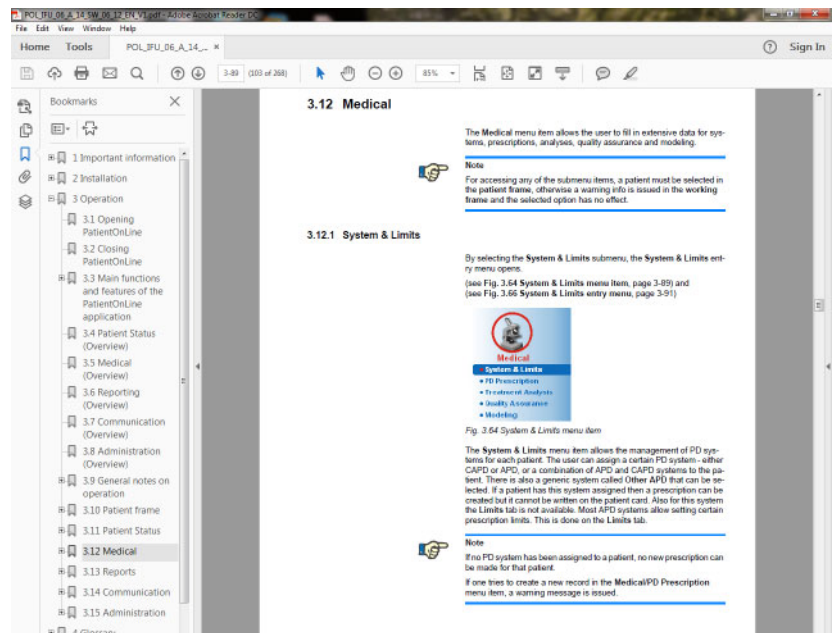 POL_IFU_06_A_14_SW_06_12_EN_V1.pdf - Adobe Acrobat Reader DC
File Edit View Window Help
Home Tools POL_IFU_06_A_14_... × Sign In
3-89 (103 of 268) 85%
Bookmarks
1 Important information
2 Installation
3 Operation
3.1 Opening
PatientOnLine
3.2 Closing
PatientOnLine
3.3 Main functions
and features of the
PatientOnLine
application
3.4 Patient Status
(Overview)
3.5 Medical
(Overview)
3.6 Reporting
(Overview)
3.7 Communication
(Overview)
3.8 Administration
(Overview)
3.9 General notes on
operation
3.10 Patient frame
3.11 Patient Status
3.12 Medical
3.13 Reports
3.14 Communication
3.15 Administration
4 Glossary
3.12 Medical
The Medical menu item allows the user to fill in extensive data for sys-
tems, prescriptions, analyses, quality assurance and modeling.
Note
For accessing any of the submenu items, a patient must be selected in
the patient frame, otherwise a warning info is issued in the working
frame and the selected option has no effect.
3.12.1 System & Limits
By selecting the System & Limits submenu, the System & Limits ent-
ry menu opens.
(see Fig. 3.64 System & Limits menu item, page 3-89) and
(see Fig. 3.66 System & Limits entry menu, page 3-91)
Medical
System & Limits
PD Prescription
Treatment Analysis
Quality Assurance
Modeling
Fig. 3.64 System & Limits menu item
The System & Limits menu item allows the management of PD sys-
tems for each patient. The user can assign a certain PD system - either
CAPD or APD, or a combination of APD and CAPD systems to the pa-
tient. There is also a generic system called Other APD that can be se-
lected. If a patient has this system assigned then a prescription can be
created but it cannot be written on the patient card. Also for this system
the Limits tab is not available. Most APD systems allow setting certain
prescription limits. This is done on the Limits tab.
Note
If no PD system has been assigned to a patient, no new prescription can
be made for that patient.
If one tries to create a new record in the Medical/PD Prescription
menu item, a warning message is issued.